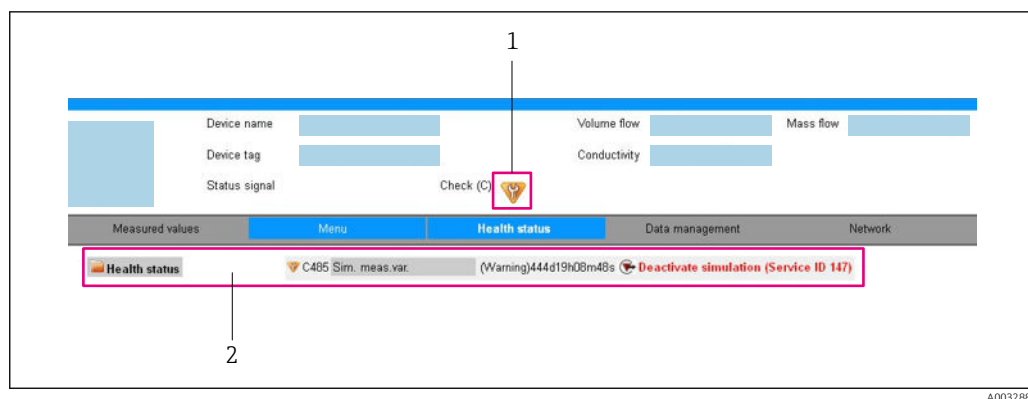 1
Device name Volume flow Mass flow
Device tag Conductivity
Status signal Check (C)
Measured values Menu Health status Data management Network
Health status C485 Sim. meas.var. (Warning)444d19h08m48s Deactivate simulation (Service ID 147)
2